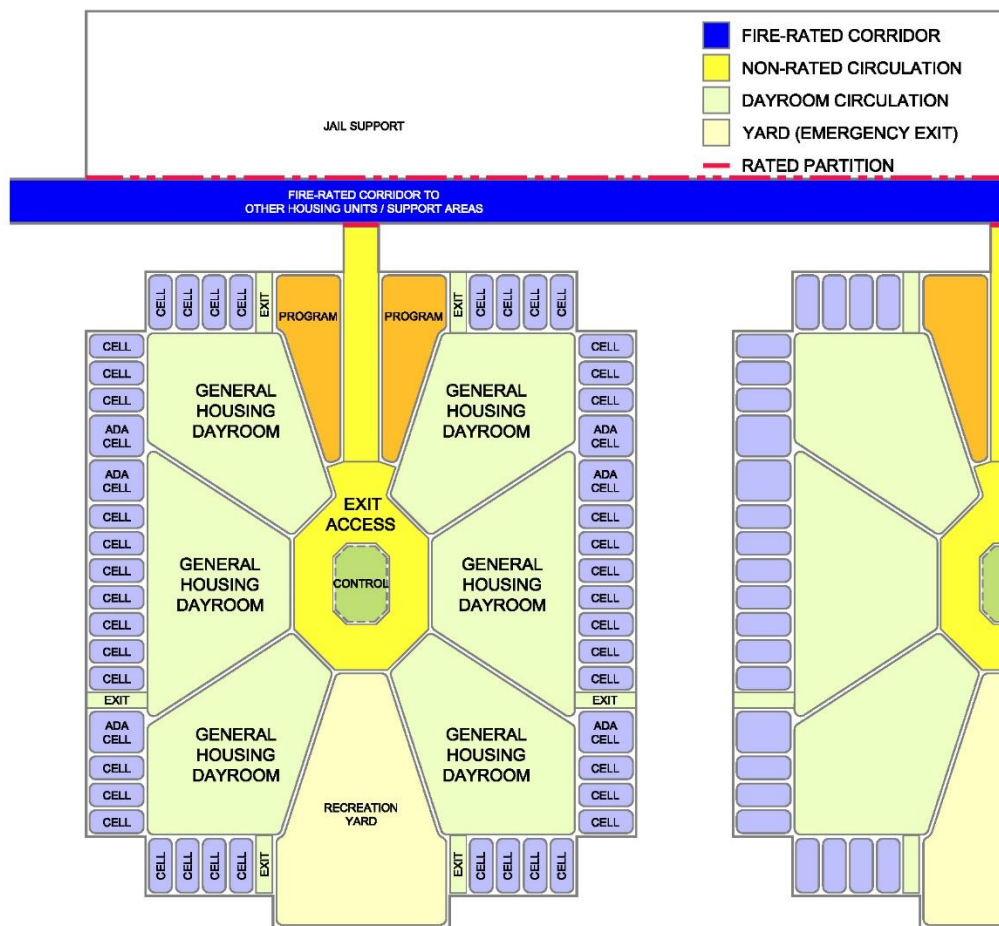 FIRE-RATED CORRIDOR
NON-RATED CIRCULATION
DAYROOM CIRCULATION
YARD (EMERGENCY EXIT)
RATED PARTITION
JAIL SUPPORT
FIRE-RATED CORRIDOR TO
OTHER HOUSING UNITS / SUPPORT AREAS
CELL
CELL
CELL
CELL
EXIT
PROGRAM
PROGRAM
EXIT
CELL
CELL
CELL
CELL
CELL
CELL
CELL
ADA
CELL
ADA
CELL
CELL
CELL
CELL
CELL
CELL
CELL
CELL
EXIT
ADA
CELL
CELL
CELL
CELL
GENERAL
HOUSING
DAYROOM
GENERAL
HOUSING
DAYROOM
EXIT
ACCESS
CONTROL
GENERAL
HOUSING
DAYROOM
GENERAL
HOUSING
DAYROOM
GENERAL
HOUSING
DAYROOM
GENERAL
HOUSING
DAYROOM
RECREATION
YARD
CELL
CELL
CELL
ADA
CELL
ADA
CELL
CELL
CELL
CELL
CELL
CELL
CELL
CELL
EXIT
ADA
CELL
CELL
CELL
CELL
CELL
CELL
CELL
CELL
EXIT
EXIT
CELL
CELL
CELL
CELL